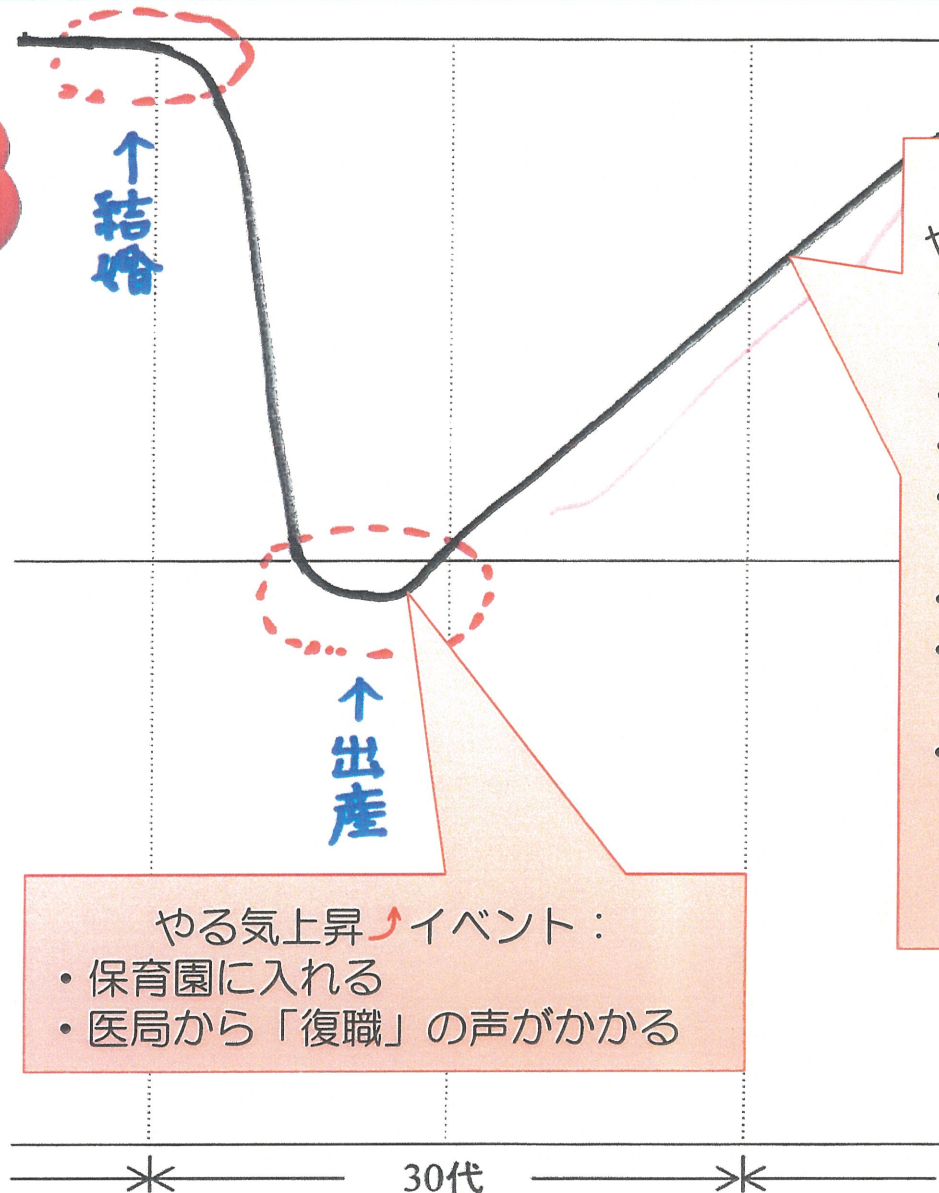 ↑
結婚
↑
出産
やる気上昇⤴イベント：
・保育園に入れる
・医局から「復職」の声がかかる
や
30代